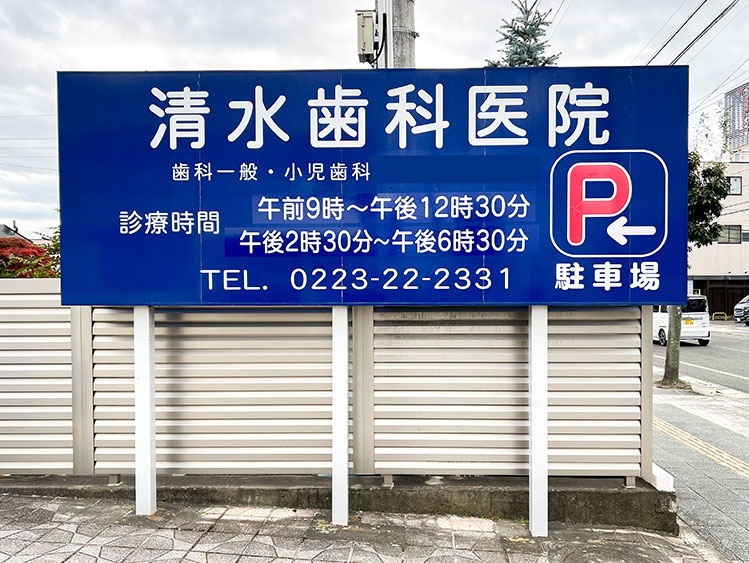 清水歯科医院
歯科一般・小児歯科
診療時間 午前9時〜午後12時30分
午後2時30分〜午後6時30分
TEL. 0223-22-2331
P←
駐車場